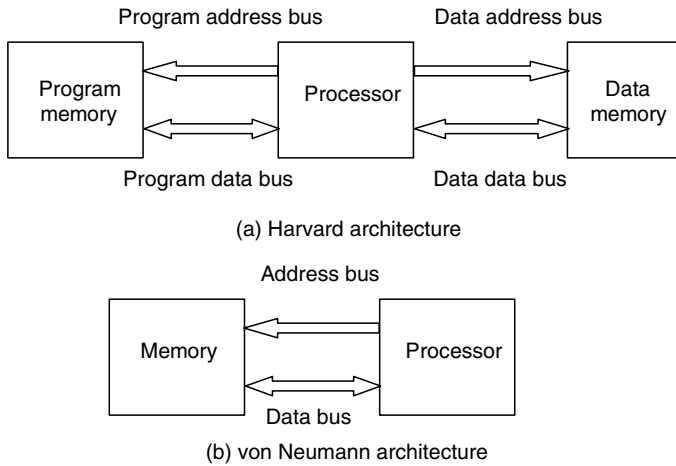 Program address bus
Data address bus
Program
memory
Processor
Data
memory
Program data bus
Data data bus
(a) Harvard architecture
Address bus
Memory
Processor
Data bus
(b) von Neumann architecture